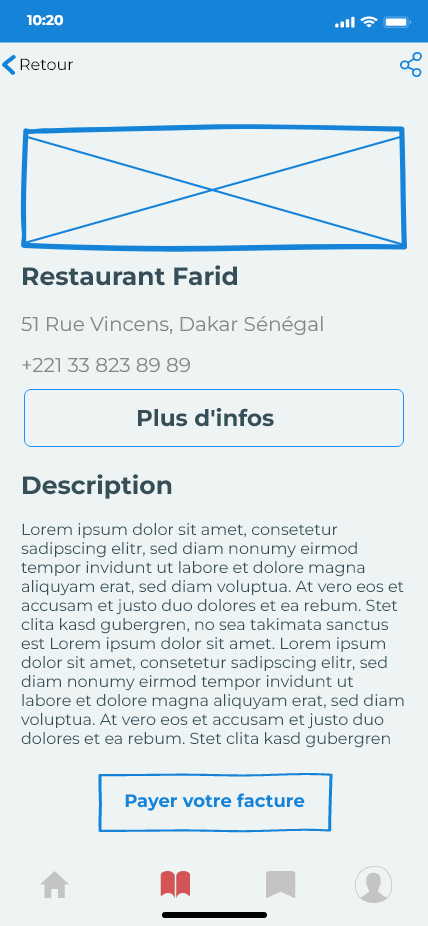 10:20
Retour
Restaurant Farid
51 Rue Vincens, Dakar Sénégal
+221 33 823 89 89
Plus d'infos
Description
Lorem ipsum dolor sit amet, consetetur
sadipscing elitr, sed diam nonumy eirmod
tempor invidunt ut labore et dolore magna
aliquyam erat, sed diam voluptua. At vero eos et
accusam et justo duo dolores et ea rebum. Stet
clita kasd gubergren, no sea takimata sanctus
est Lorem ipsum dolor sit amet. Lorem ipsum
dolor sit amet, consetetur sadipscing elitr, sed
diam nonumy eirmod tempor invidunt ut
labore et dolore magna aliquyam erat, sed diam
voluptua. At vero eos et accusam et justo duo
dolores et ea rebum. Stet clita kasd gubergren
Payer votre facture